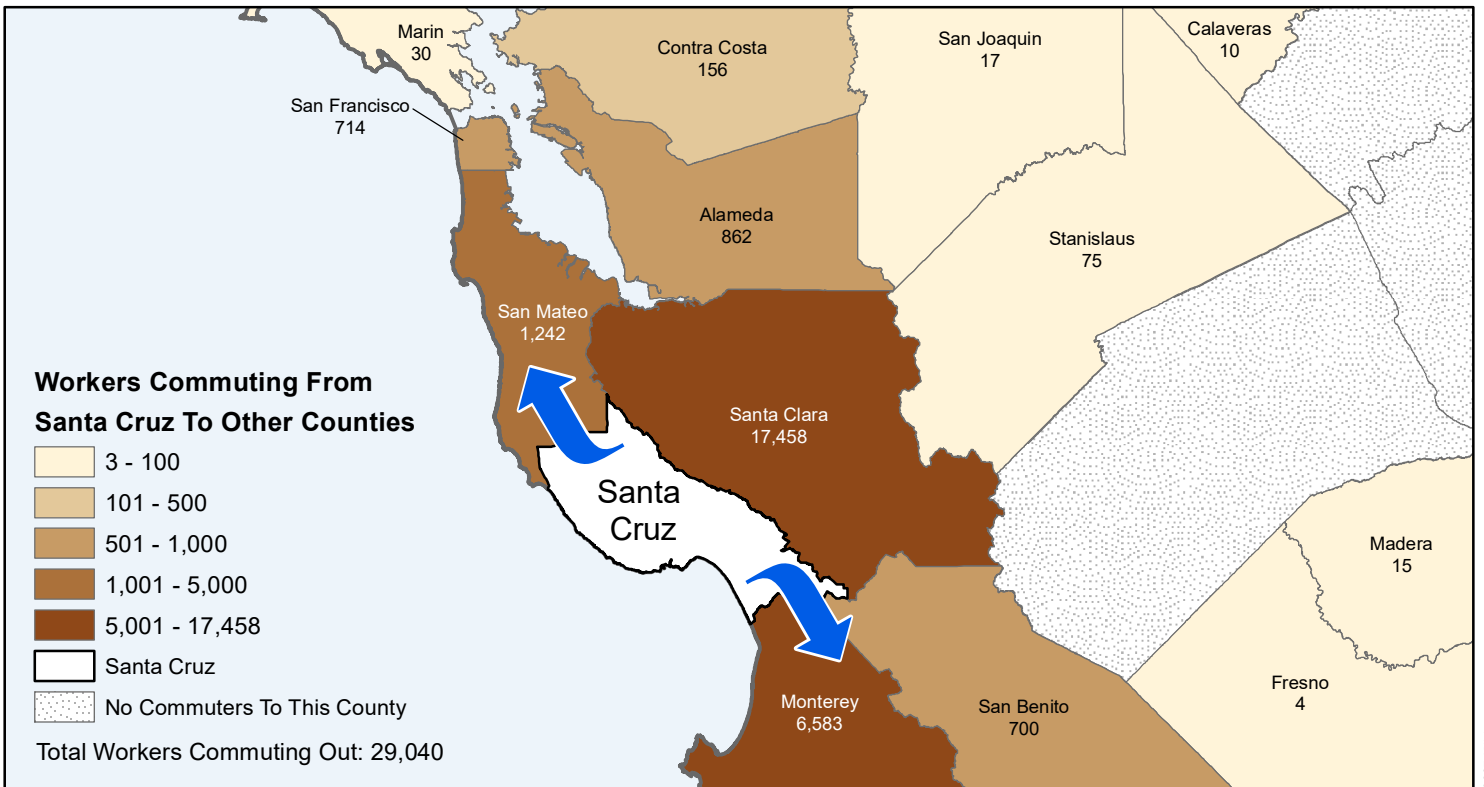 Marin
30
Contra Costa
156
San Joaquin
17
Calaveras
10
San Francisco
714
Alameda
862
Stanislaus
75
San Mateo
1,242
Santa Clara
17,458
Santa
Cruz
Madera
15
Monterey
6,583
San Benito
700
Fresno
4
Workers Commuting From
Santa Cruz To Other Counties
3 - 100
101 - 500
501 - 1,000
1,001 - 5,000
5,001 - 17,458
Santa Cruz
No Commuters To This County
Total Workers Commuting Out: 29,040